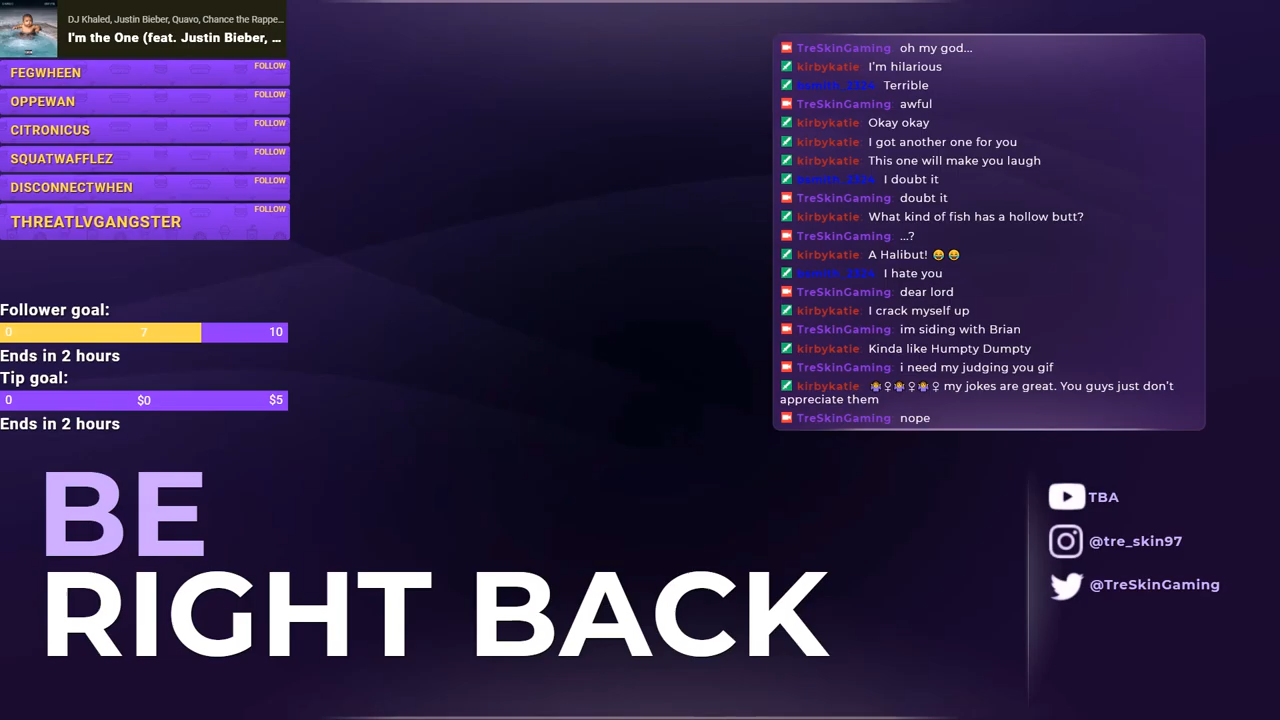 DJ Khaled, Justin Bieber, Quavo, Chance the Rappe...
I'm the One (feat. Justin Bieber, ...
FEGWHEEN FOLLOW
OPPEWAN FOLLOW
CITRONICUS FOLLOW
SQUATWAFFLEZ FOLLOW
DISCONNECTWHEN FOLLOW
THREATLVGANGSTER FOLLOW
Follower goal:
0 7 10
Ends in 2 hours
Tip goal:
0 $0 $5
Ends in 2 hours
BE
RIGHT BACK
TreSkinGaming: oh my god...
kirbykatie: I'm hilarious
bsmith_2324: Terrible
TreSkinGaming: awful
kirbykatie: Okay okay
kirbykatie: I got another one for you
kirbykatie: This one will make you laugh
bsmith_2324: I doubt it
TreSkinGaming: doubt it
kirbykatie: What kind of fish has a hollow butt?
TreSkinGaming: ...?
kirbykatie: A Halibut! 😂 😂
bsmith_2324: I hate you
TreSkinGaming: dear lord
kirbykatie: I crack myself up
TreSkinGaming: im siding with Brian
kirbykatie: Kinda like Humpty Dumpty
TreSkinGaming: i need my judging you gif
kirbykatie: 🤷♀🤷♀🤷♀ my jokes are great. You guys just don't
appreciate them
TreSkinGaming: nope
TBA
@tre_skin97
@TreSkinGaming